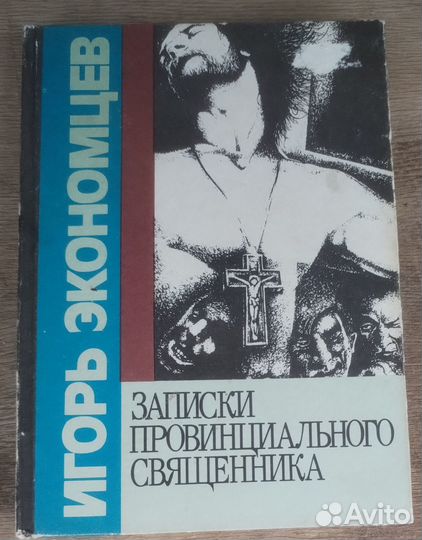 ИГОРЬ ЭКОНОМЦЕВ
ЗАПИСКИ
ПРОВИНЦИАЛЬНОГО
СВЯЩЕННИКА
Avito